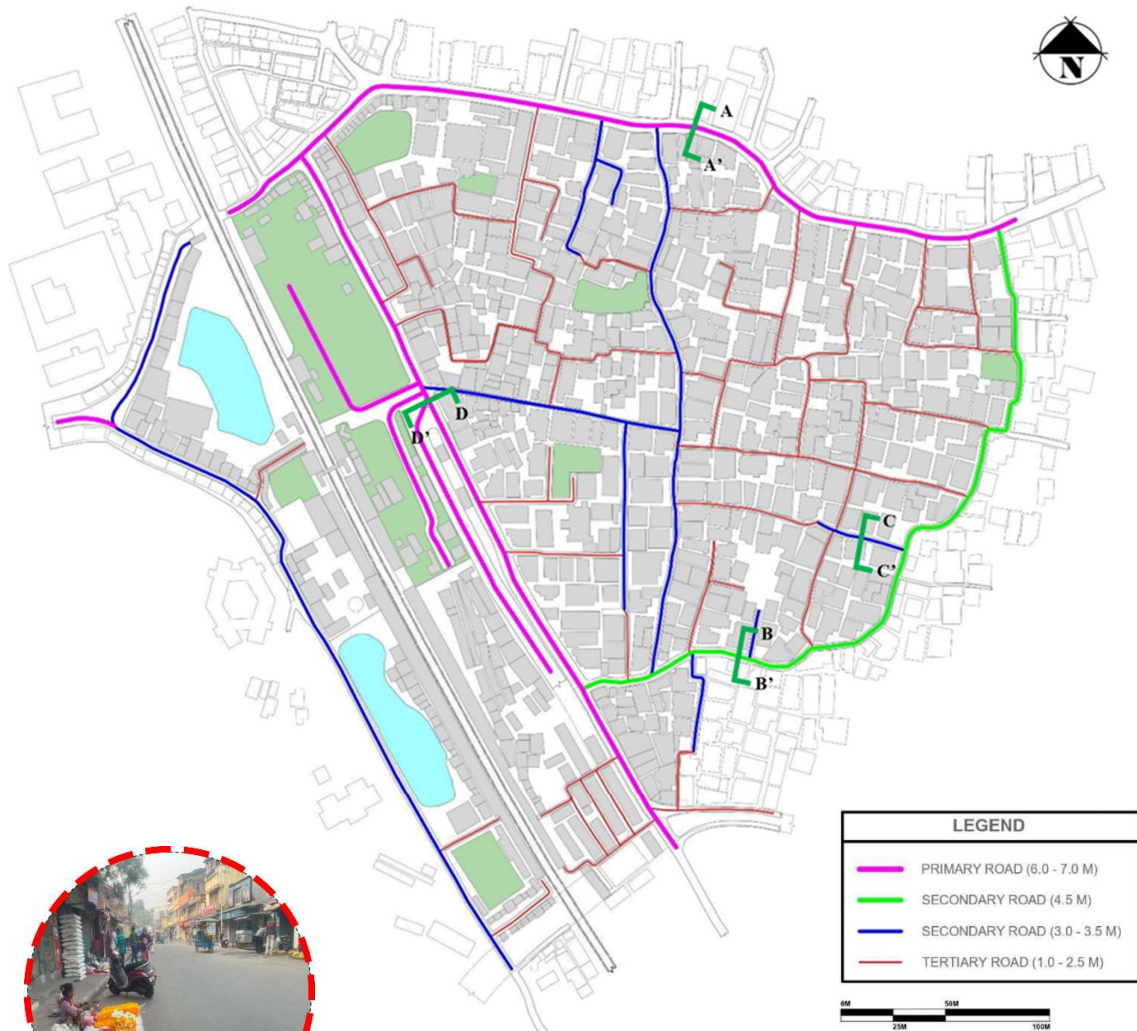 N
A
A'
D
D'
C
C'
B
B'
LEGEND
PRIMARY ROAD (6.0 - 7.0 M)
SECONDARY ROAD (4.5 M)
SECONDARY ROAD (3.0 - 3.5 M)
TERTIARY ROAD (1.0 - 2.5 M)
0M 50M
25M 100M